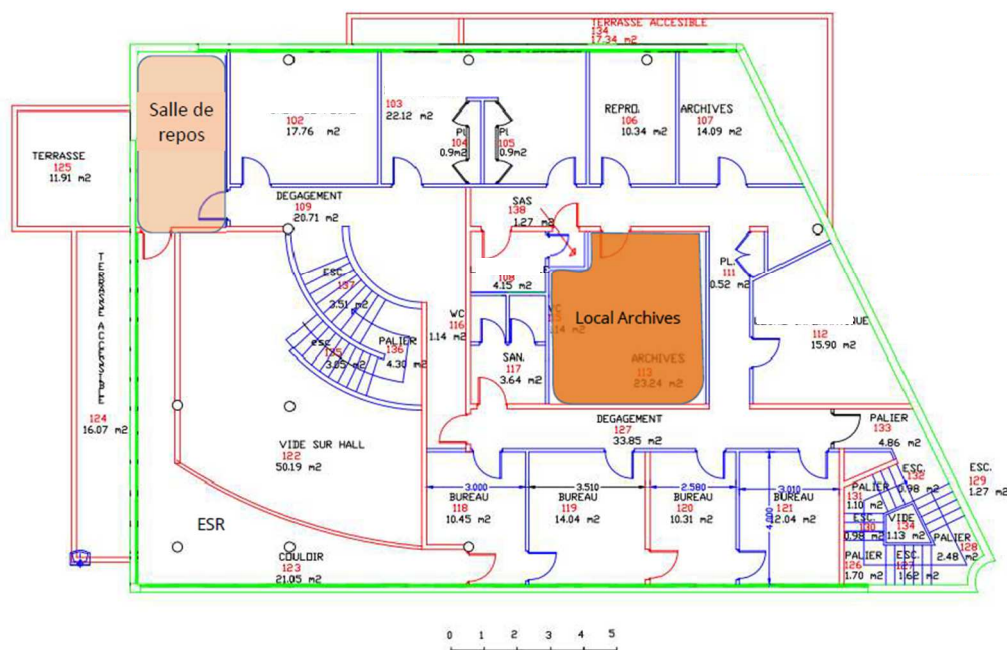 TERRASSE ACCESIBLE
134
17.34 m2
Salle de
repos
102
17.76 m2
103
22.12 m2
Pl
104
0.9m2
Pl
105
0.9m2
REPRO.
106
10.34 m2
ARCHIVES
107
14.09 m2
TERRASSE
125
11.91 m2
DEGAGEMENT
109
20.71 m2
SAS
138
1.27 m2
TERRASSE ACCESSIBLE
124
16.07 m2
ESC.
137
3.51 m2
esc
135
3.05 m2
PALIER
136
4.30 m2
WC
116
1.14 m2
108
4.15 m2
SAN.
117
3.64 m2
Local Archives
ARCHIVES
113
23.24 m2
PL.
111
0.52 m2
QUE
112
15.90 m2
DEGAGEMENT
127
33.85 m2
PALIER
133
4.86 m2
VIDE SUR HALL
122
50.19 m2
ESR
COULOIR
123
21.05 m2
3.000
BUREAU
118
10.45 m2
3.510
BUREAU
119
14.04 m2
2.580
BUREAU
120
10.31 m2
3.010
BUREAU
121
12.04 m2
4.000
ESC.
132
0.98 m2
ESC.
129
1.27 m2
PALIER
131
1.10 m2
ESC.
130
0.98 m2
VIDE
134
1.13 m2
PALIER
128
2.48 m2
PALIER
126
1.70 m2
ESC.
127
1.62 m2
0 1 2 3 4 5